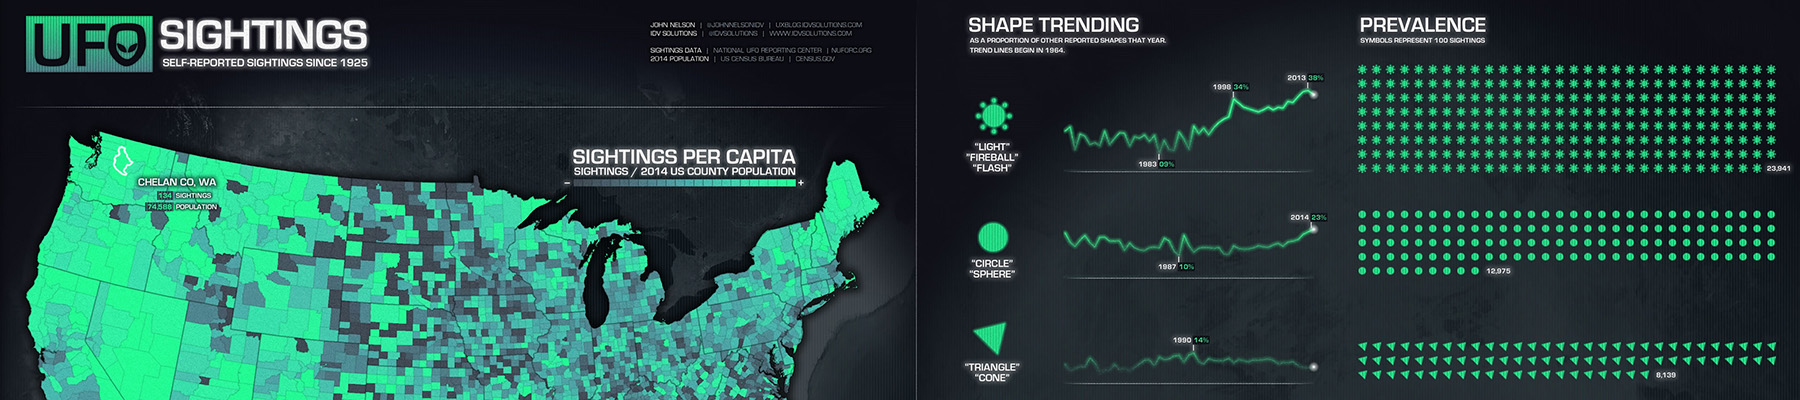 UFO SIGHTINGS
SELF-REPORTED SIGHTINGS SINCE 1925
JOHN NELSON | @JOHNNELSONIDV | UXBLOG.IDVSOLUTIONS.COM
IDV SOLUTIONS | @IDVSOLUTIONS | WWW.IDVSOLUTIONS.COM
SIGHTINGS DATA | NATIONAL UFO REPORTING CENTER | NUFORC.ORG
2014 POPULATION | US CENSUS BUREAU | CENSUS.GOV
SIGHTINGS PER CAPITA
SIGHTINGS / 2014 US COUNTY POPULATION
– +
CHELAN CO, WA
134 SIGHTINGS
74,588 POPULATION
SHAPE TRENDING
AS A PROPORTION OF OTHER REPORTED SHAPES THAT YEAR.
TREND LINES BEGIN IN 1964.
PREVALENCE
SYMBOLS REPRESENT 100 SIGHTINGS
"LIGHT"
"FIREBALL"
"FLASH"
1983 09%
1998 34%
2013 38%
23,941
"CIRCLE"
"SPHERE"
1987 10%
2014 23%
12,975
"TRIANGLE"
"CONE"
1990 14%
8,139